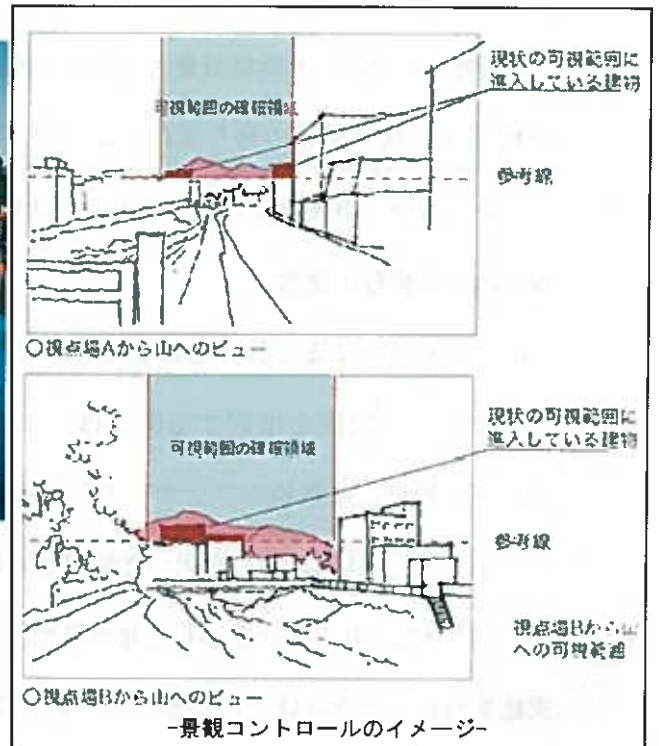 現状の可視範囲に
進入している建物
可視範囲の確認領域
参考線
○視点場Aから山へのビュー
現状の可視範囲に
進入している建物
可視範囲の確認領域
参考線
視点場Bから
への可視範囲
○視点場Bから山へのビュー
-景観コントロールのイメージ-